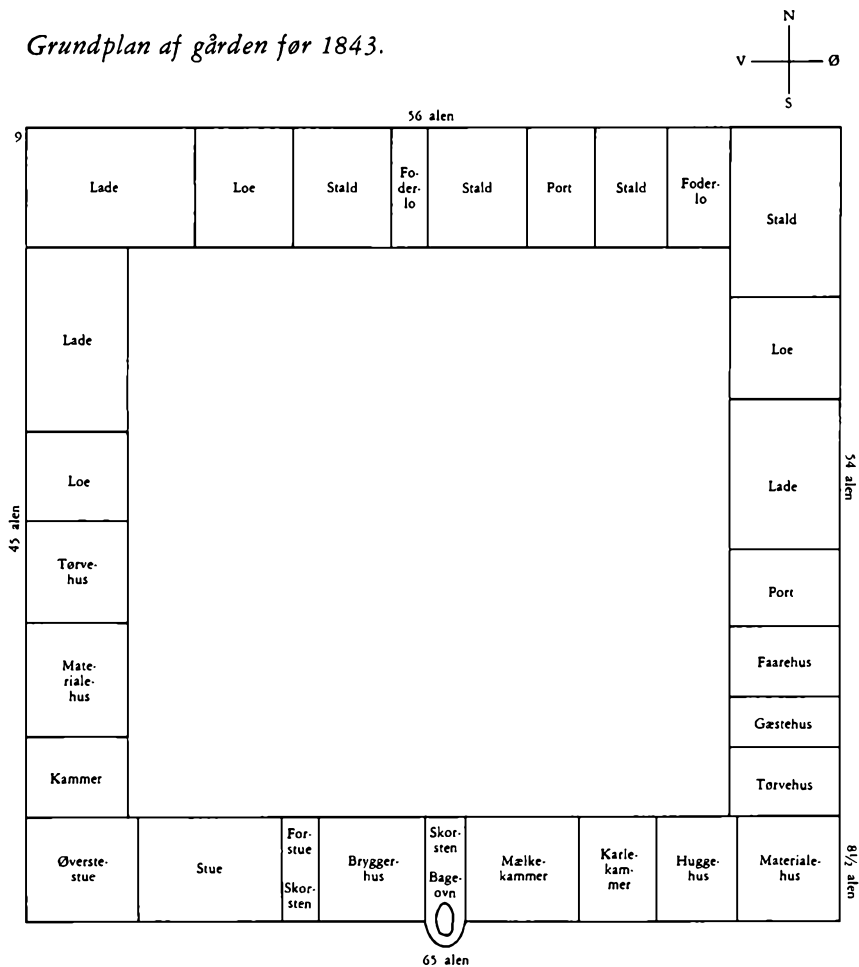 Grundplan af gården før 1843.
N
V
Ø
S
56 alen
9
Lade
Loe
Stald
Fo-
der-
lo
Stald
Port
Stald
Foder-
lo
Stald
Loe
Lade
Port
Faarehus
Gæstehus
Tørvehus
54 alen
Lade
Loe
Tørve-
hus
Mate-
riale-
hus
Kammer
45 alen
Øverste-
stue
Stue
For-
stue
Skor-
sten
Brygger-
hus
Skor-
sten
Bage-
ovn
Mælke-
kammer
Karle-
kam-
mer
Hugge-
hus
Materiale-
hus
8½ alen
65 alen